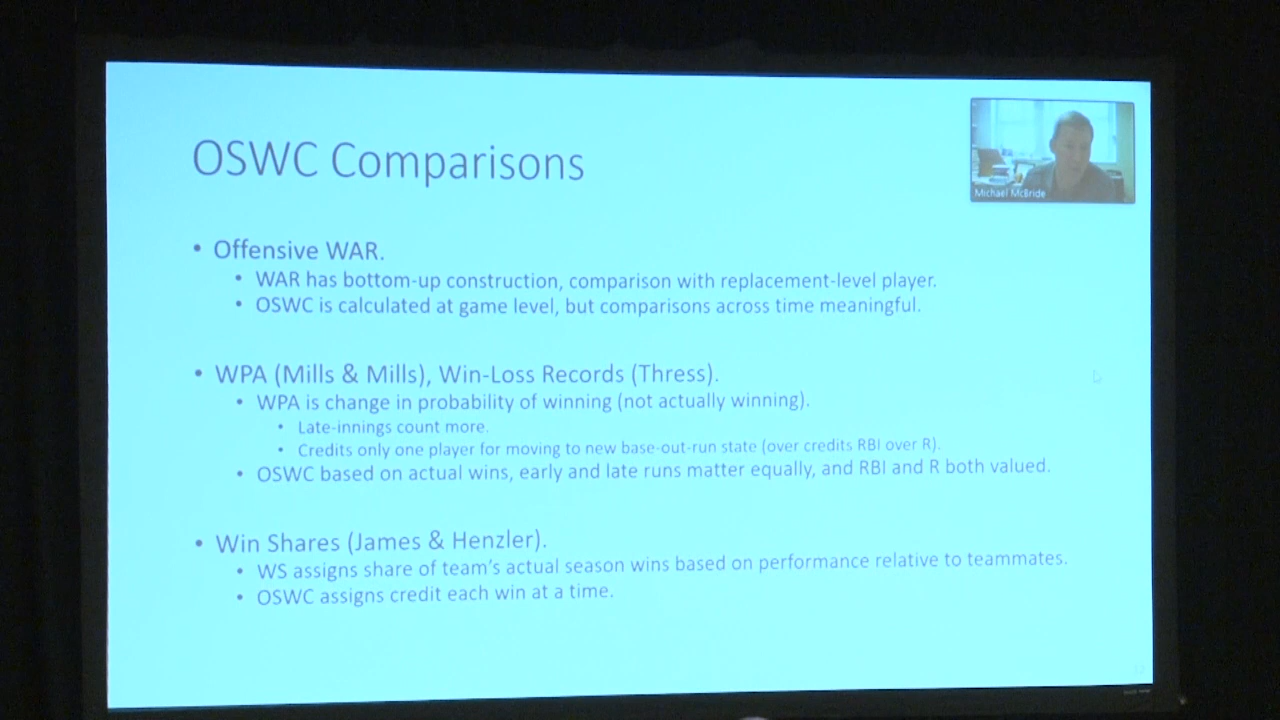 OSWC Comparisons
Michael McBride
• Offensive WAR.
• WAR has bottom-up construction, comparison with replacement-level player.
• OSWC is calculated at game level, but comparisons across time meaningful.
• WPA (Mills & Mills), Win-Loss Records (Thress).
• WPA is change in probability of winning (not actually winning).
• Late-innings count more.
• Credits only one player for moving to new base-out-run state (over credits RBI over R).
• OSWC based on actual wins, early and late runs matter equally, and RBI and R both valued.
• Win Shares (James & Henzler).
• WS assigns share of team's actual season wins based on performance relative to teammates.
• OSWC assigns credit each win at a time.